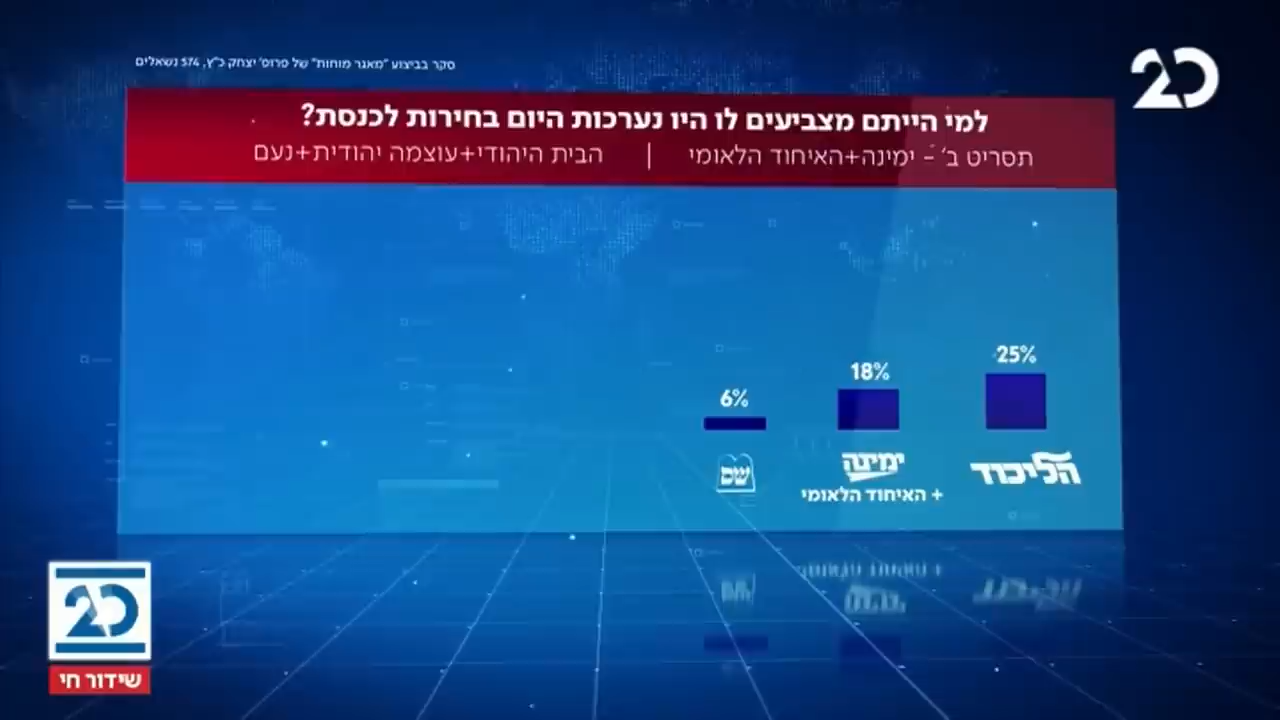 סקר בביצוע "מאגר מוחות" של פרופ' יצחק כ"ץ, 574 נשאלים
20
למי הייתם מצביעים לו היו נערכות היום בחירות לכנסת?
תסריט ב' - ימינה+האיחוד הלאומי | הבית היהודי+עוצמה יהודית+נעם
25%
18%
6%
הליכוד
ימינה
+ האיחוד הלאומי
שס
20
שידור חי